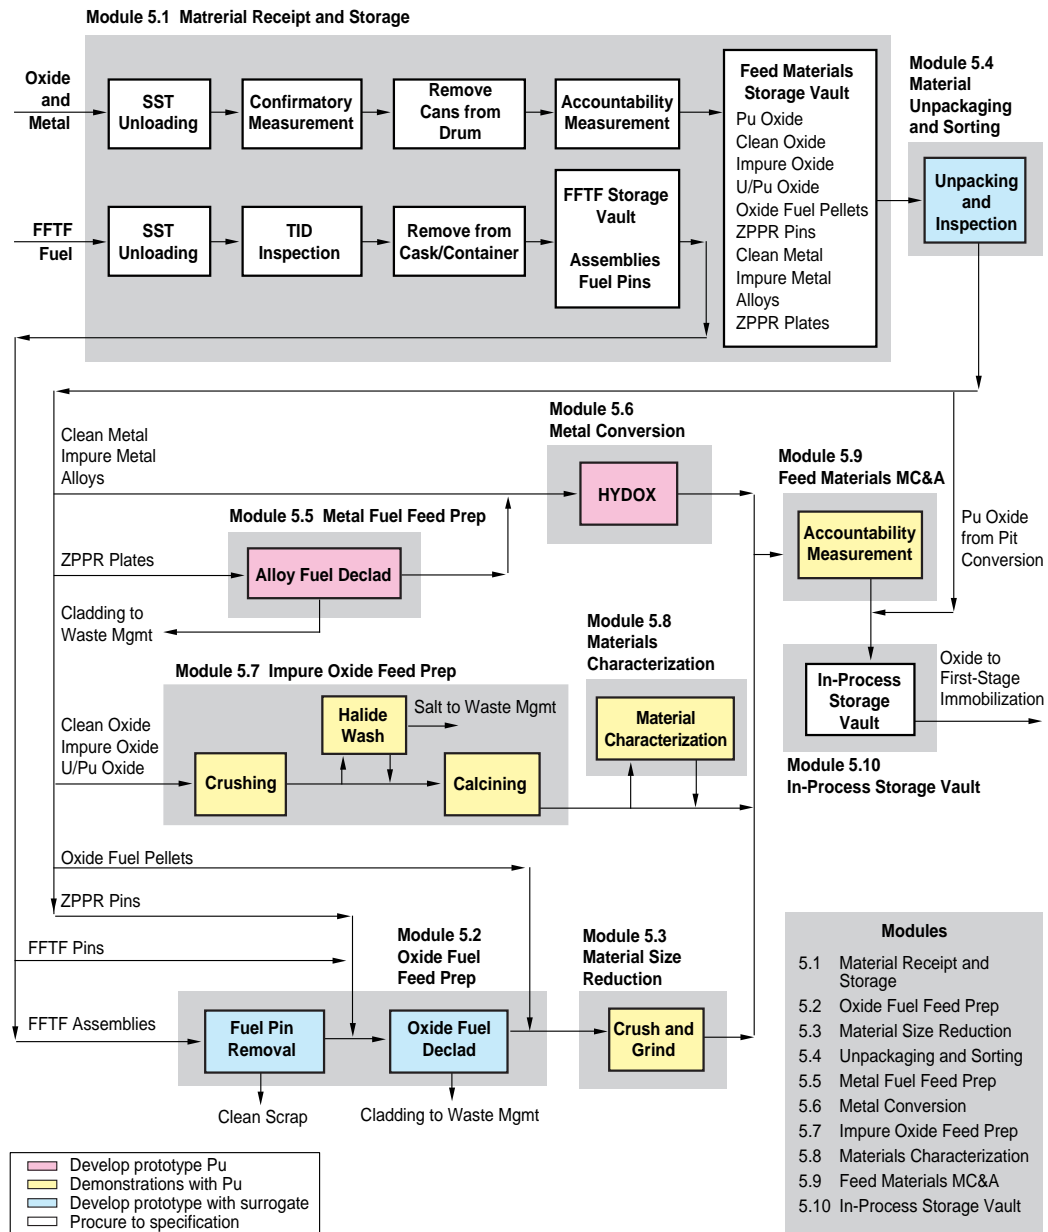 Module 5.1 Matrerial Receipt and Storage
Oxide
and
Metal
SST
Unloading
Confirmatory
Measurement
Remove
Cans from
Drum
Accountability
Measurement
Feed Materials
Storage Vault
Pu Oxide
Clean Oxide
Impure Oxide
U/Pu Oxide
Oxide Fuel Pellets
ZPPR Pins
Clean Metal
Impure Metal
Alloys
ZPPR Plates
Module 5.4
Material
Unpackaging
and Sorting
Unpacking
and
Inspection
FFTF
Fuel
SST
Unloading
TID
Inspection
Remove from
Cask/Container
FFTF Storage
Vault
Assemblies
Fuel Pins
Clean Metal
Impure Metal
Alloys
Module 5.6
Metal Conversion
HYDOX
Module 5.9
Feed Materials MC&A
Accountability
Measurement
Pu Oxide
from Pit
Conversion
Module 5.5 Metal Fuel Feed Prep
ZPPR Plates
Alloy Fuel Declad
Cladding to
Waste Mgmt
Module 5.8
Materials
Characterization
Material
Characterization
Module 5.7 Impure Oxide Feed Prep
Halide
Wash
Salt to Waste Mgmt
Clean Oxide
Impure Oxide
U/Pu Oxide
Crushing
Calcining
In-Process
Storage
Vault
Oxide to
First-Stage
Immobilization
Module 5.10
In-Process Storage Vault
Oxide Fuel Pellets
ZPPR Pins
FFTF Pins
Module 5.2
Oxide Fuel
Feed Prep
Module 5.3
Material Size
Reduction
FFTF Assemblies
Fuel Pin
Removal
Oxide Fuel
Declad
Crush and
Grind
Clean Scrap
Cladding to Waste Mgmt
Modules
5.1 Material Receipt and
Storage
5.2 Oxide Fuel Feed Prep
5.3 Material Size Reduction
5.4 Unpackaging and Sorting
5.5 Metal Fuel Feed Prep
5.6 Metal Conversion
5.7 Impure Oxide Feed Prep
5.8 Materials Characterization
5.9 Feed Materials MC&A
5.10 In-Process Storage Vault
Develop prototype Pu
Demonstrations with Pu
Develop prototype with surrogate
Procure to specification